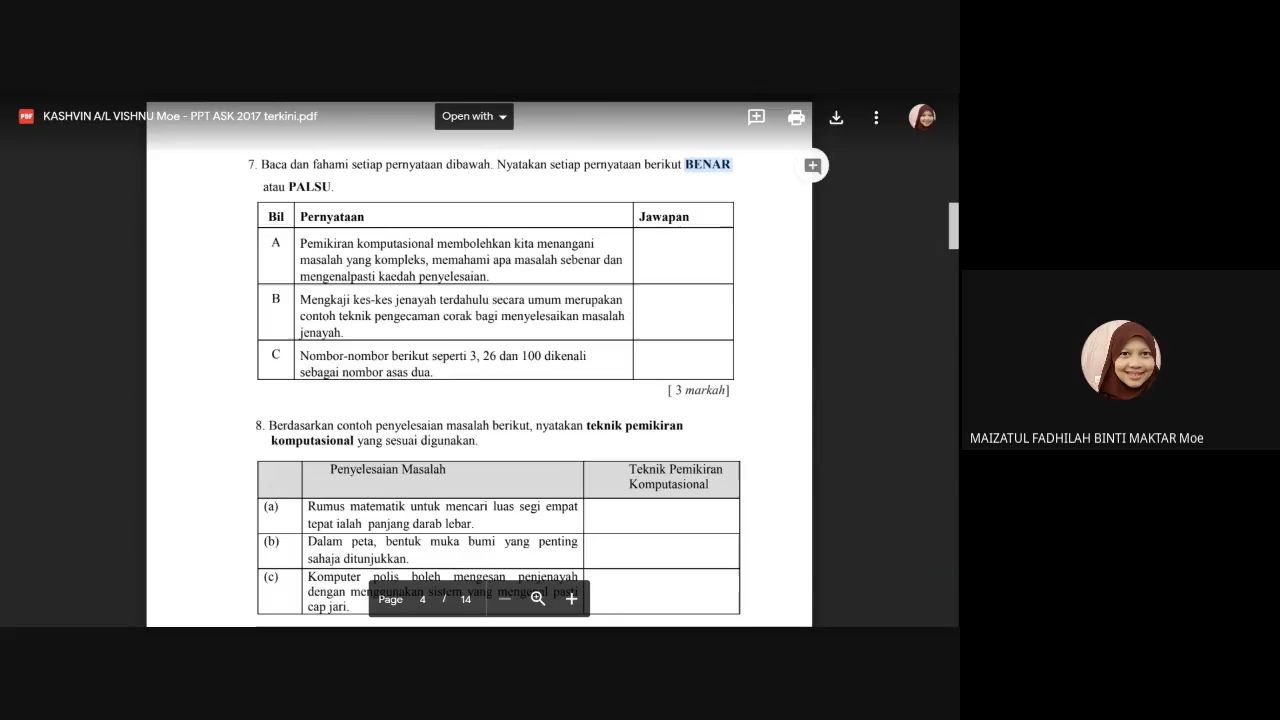 KASHVIN A/L VISHNU Moe - PPT ASK 2017 terkini.pdf
Open with
7. Baca dan fahami setiap pernyataan dibawah. Nyatakan setiap pernyataan berikut BENAR
atau PALSU.
Bil Pernyataan Jawapan
A Pemikiran komputasional membolehkan kita menangani
masalah yang kompleks, memahami apa masalah sebenar dan
mengenalpasti kaedah penyelesaian.
B Mengkaji kes-kes jenayah terdahulu secara umum merupakan
contoh teknik pengecaman corak bagi menyelesaikan masalah
jenayah.
C Nombor-nombor berikut seperti 3, 26 dan 100 dikenali
sebagai nombor asas dua.
[ 3 markah]
8. Berdasarkan contoh penyelesaian masalah berikut, nyatakan teknik pemikiran
komputasional yang sesuai digunakan.
Penyelesaian Masalah Teknik Pemikiran
Komputasional
(a) Rumus matematik untuk mencari luas segi empat
tepat ialah panjang darab lebar.
(b) Dalam peta, bentuk muka bumi yang penting
sahaja ditunjukkan.
(c) Komputer polis boleh mengesan penjenayah
dengan menggunakan sistem yang mengenal pasti
cap jari.
Page 4 / 14
MAIZATUL FADHILAH BINTI MAKTAR Moe
PDF